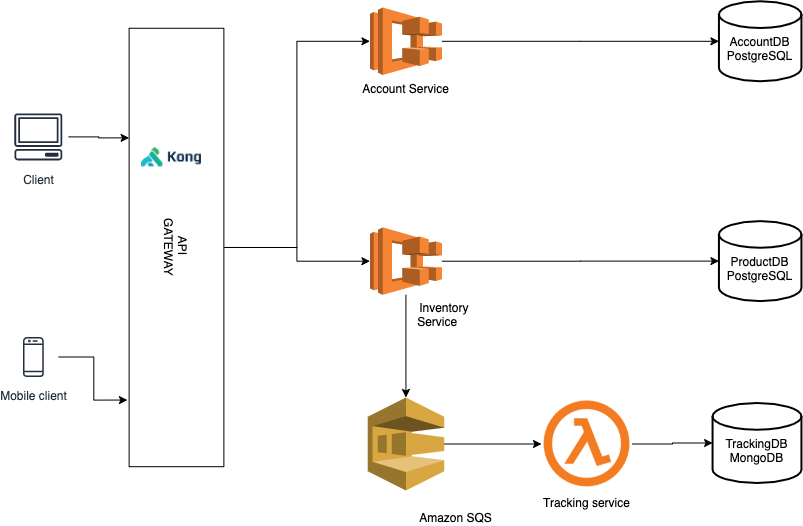 AccountDB
PostgreSQL
Account Service
Client
Kong
API
GATEWAY
ProductDB
PostgreSQL
Inventory
Service
Mobile client
TrackingDB
MongoDB
Tracking service
Amazon SQS